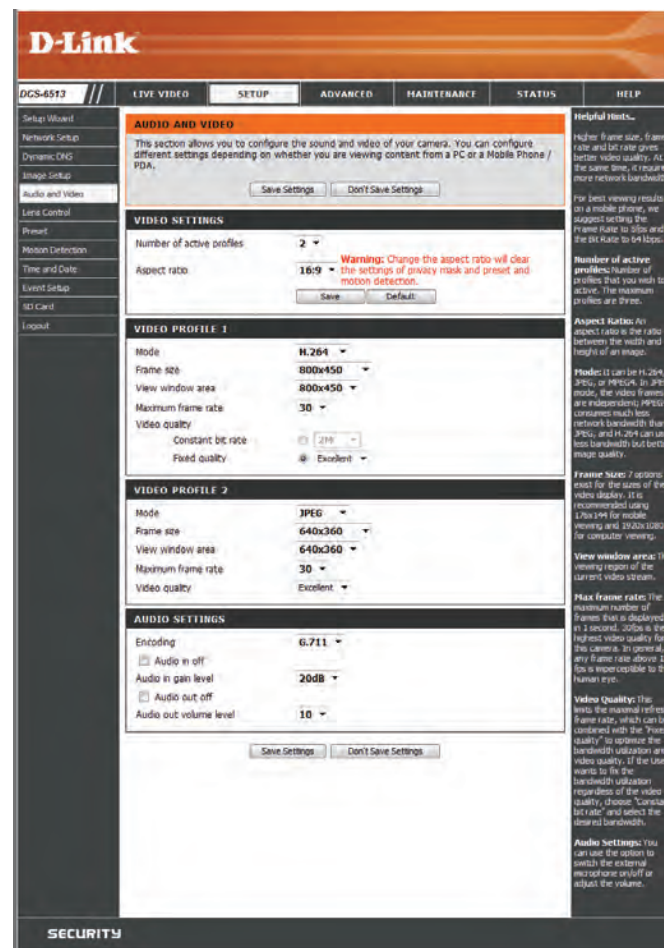 D-Link
DCS-6513
LIVE VIDEO
SETUP
ADVANCED
MAINTENANCE
STATUS
HELP
Setup Wizard
Network Setup
Dynamic DNS
Image Setup
Audio and Video
Lens Control
Preset
Motion Detection
Time and Date
Event Setup
SD Card
Logout
AUDIO AND VIDEO
This section allows you to configure the sound and video of your camera. You can configure
different settings depending on whether you are viewing content from a PC or a Mobile Phone /
PDA.
Save Settings
Don't Save Settings
VIDEO SETTINGS
Number of active profiles 2
Aspect ratio 16:9
Warning: Change the aspect ratio will clear
the settings of privacy mask and preset and
motion detection.
Save
Default
VIDEO PROFILE 1
Mode H.264
Frame size 800x450
View window area 800x450
Maximum frame rate 30
Video quality
Constant bit rate 2M
Fixed quality Excellent
VIDEO PROFILE 2
Mode JPEG
Frame size 640x360
View window area 640x360
Maximum frame rate 30
Video quality Excellent
AUDIO SETTINGS
Encoding G.711
Audio in off
Audio in gain level 20dB
Audio out off
Audio out volume level 10
Save Settings
Don't Save Settings
Helpful Hints..
Higher frame size, frame
rate and bit rate gives
better video quality. At
the same time, it require
more network bandwidth
For best viewing results
on a mobile phone, we
suggest setting the
Frame Rate to 5fps and
the Bit Rate to 64 kbps.
Number of active
profiles: Number of
profiles that you wish to
active. The maximum
profiles are three.
Aspect Ratio: An
aspect ratio is the ratio
between the width and
height of an image.
Mode: It can be H.264,
JPEG, or MPEG4. In JPE
mode, the video frames
are independent; MPEG
consumes much less
network bandwidth than
JPEG, and H.264 can us
less bandwidth but bett
image quality.
Frame Size: 7 options
exist for the sizes of the
video display. It is
recommended using
176x144 for mobile
viewing and 1920x1080
for computer viewing.
View window area: Th
viewing region of the
current video stream.
Max frame rate: The
maximum number of
frames that is displayed
in 1 second. 30fps is the
highest video quality for
this camera. In general,
any frame rate above 1
fps is imperceptible to th
human eye.
Video Quality: This
limits the maximal refres
frame rate, which can b
combined with the "Fixe
quality" to optimize the
bandwidth utilization an
video quality. If the Use
wants to fix the
bandwidth utilization
regardless of the video
quality, choose "Consta
bit rate" and select the
desired bandwidth.
Audio Settings: You
can use the option to
switch the external
microphone on/off or
adjust the volume.
SECURITY